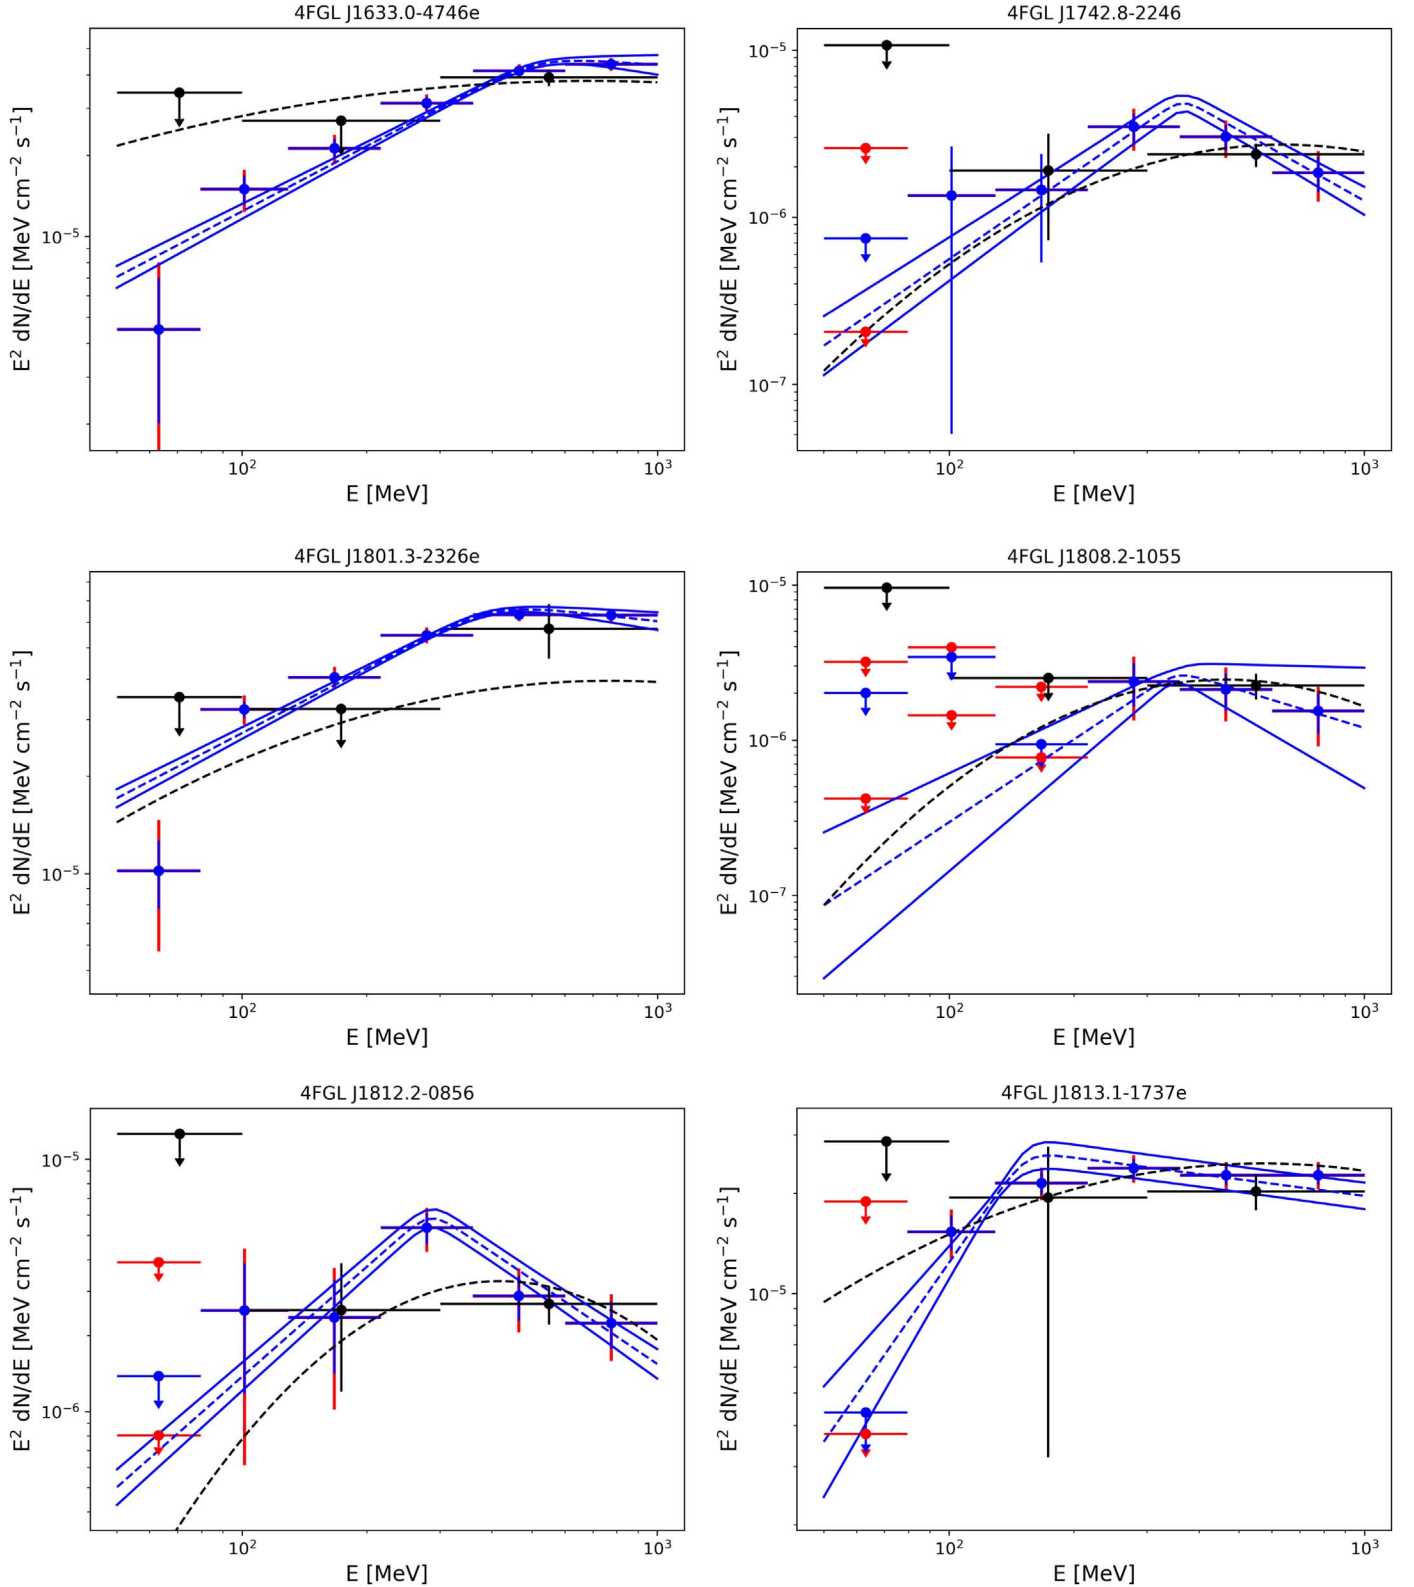 4FGL J1633.0-4746e
E² dN/dE [MeV cm⁻² s⁻¹]
10⁻⁵
10² 10³
E [MeV]
4FGL J1742.8-2246
E² dN/dE [MeV cm⁻² s⁻¹]
10⁻⁵
10⁻⁶
10⁻⁷
10² 10³
E [MeV]
4FGL J1801.3-2326e
E² dN/dE [MeV cm⁻² s⁻¹]
10⁻⁵
10² 10³
E [MeV]
4FGL J1808.2-1055
E² dN/dE [MeV cm⁻² s⁻¹]
10⁻⁵
10⁻⁶
10⁻⁷
10² 10³
E [MeV]
4FGL J1812.2-0856
E² dN/dE [MeV cm⁻² s⁻¹]
10⁻⁵
10⁻⁶
10² 10³
E [MeV]
4FGL J1813.1-1737e
E² dN/dE [MeV cm⁻² s⁻¹]
10⁻⁵
10² 10³
E [MeV]